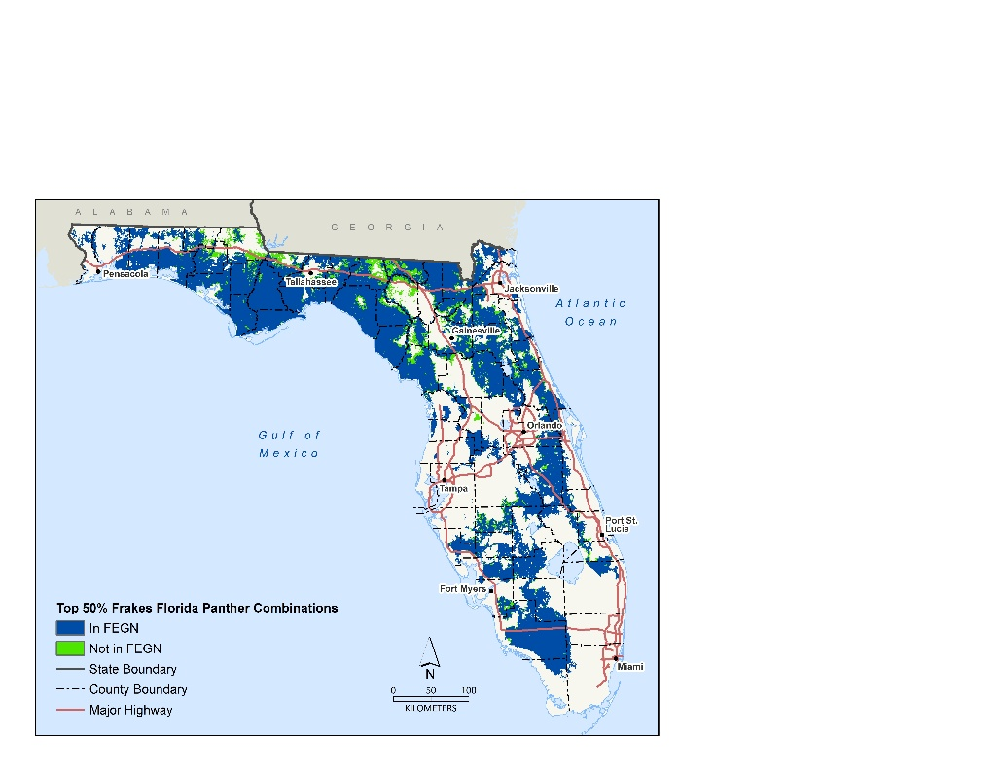 A L A B A M A
G E O R G I A
Pensacola
Tallahassee
Jacksonville
Atlantic
Ocean
Gainesville
Gulf of
Mexico
Orlando
Tampa
Port St.
Lucie
Fort Myers
Top 50% Frakes Florida Panther Combinations
In FEGN
Not in FEGN
State Boundary
County Boundary
Major Highway
N
0 50 100
KILOMETERS
Miami